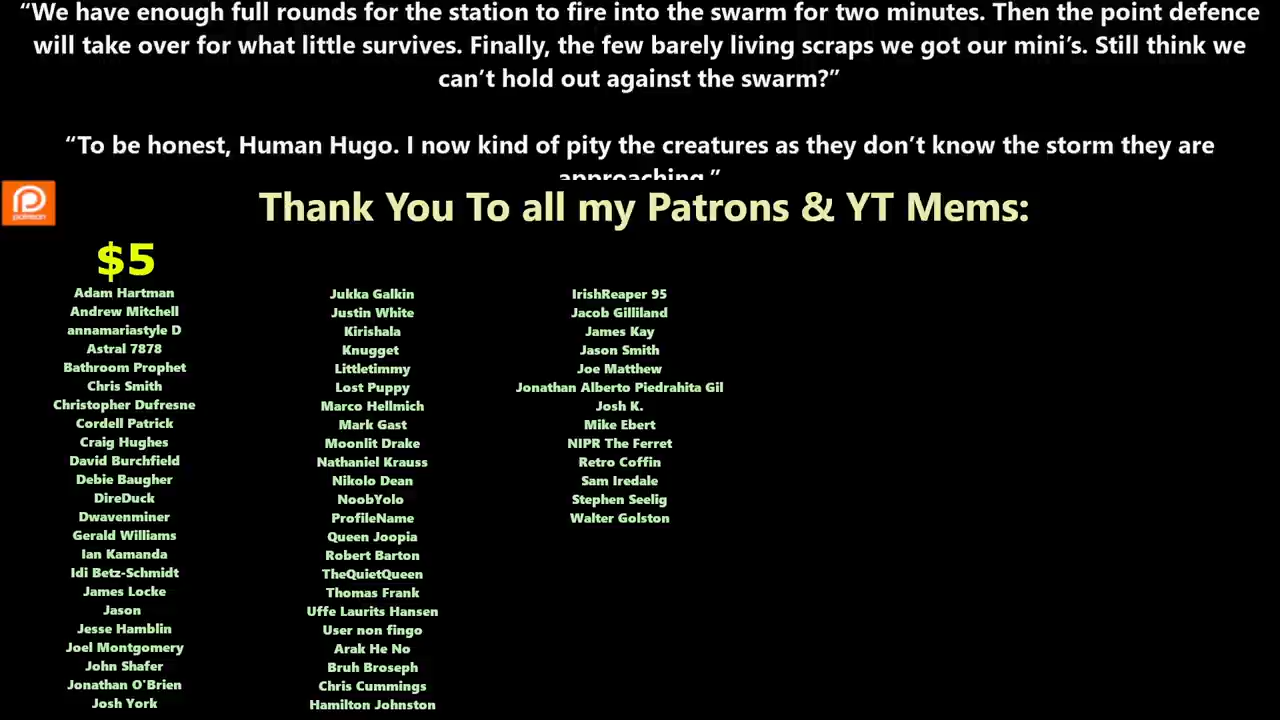 “We have enough full rounds for the station to fire into the swarm for two minutes. Then the point defence
will take over for what little survives. Finally, the few barely living scraps we got our mini’s. Still think we
can’t hold out against the swarm?”
“To be honest, Human Hugo. I now kind of pity the creatures as they don’t know the storm they are
approaching.”
patreon
Thank You To all my Patrons & YT Mems:
$5
Adam Hartman
Andrew Mitchell
annamariastyle D
Astral 7878
Bathroom Prophet
Chris Smith
Christopher Dufresne
Cordell Patrick
Craig Hughes
David Burchfield
Debie Baugher
DireDuck
Dwavenminer
Gerald Williams
Ian Kamanda
Idi Betz-Schmidt
James Locke
Jason
Jesse Hamblin
Joel Montgomery
John Shafer
Jonathan O'Brien
Josh York
Jukka Galkin
Justin White
Kirishala
Knugget
Littletimmy
Lost Puppy
Marco Hellmich
Mark Gast
Moonlit Drake
Nathaniel Krauss
Nikolo Dean
NoobYolo
ProfileName
Queen Joopia
Robert Barton
TheQuietQueen
Thomas Frank
Uffe Laurits Hansen
User non fingo
Arak He No
Bruh Broseph
Chris Cummings
Hamilton Johnston
IrishReaper 95
Jacob Gilliland
James Kay
Jason Smith
Joe Matthew
Jonathan Alberto Piedrahita Gil
Josh K.
Mike Ebert
NIPR The Ferret
Retro Coffin
Sam Iredale
Stephen Seelig
Walter Golston